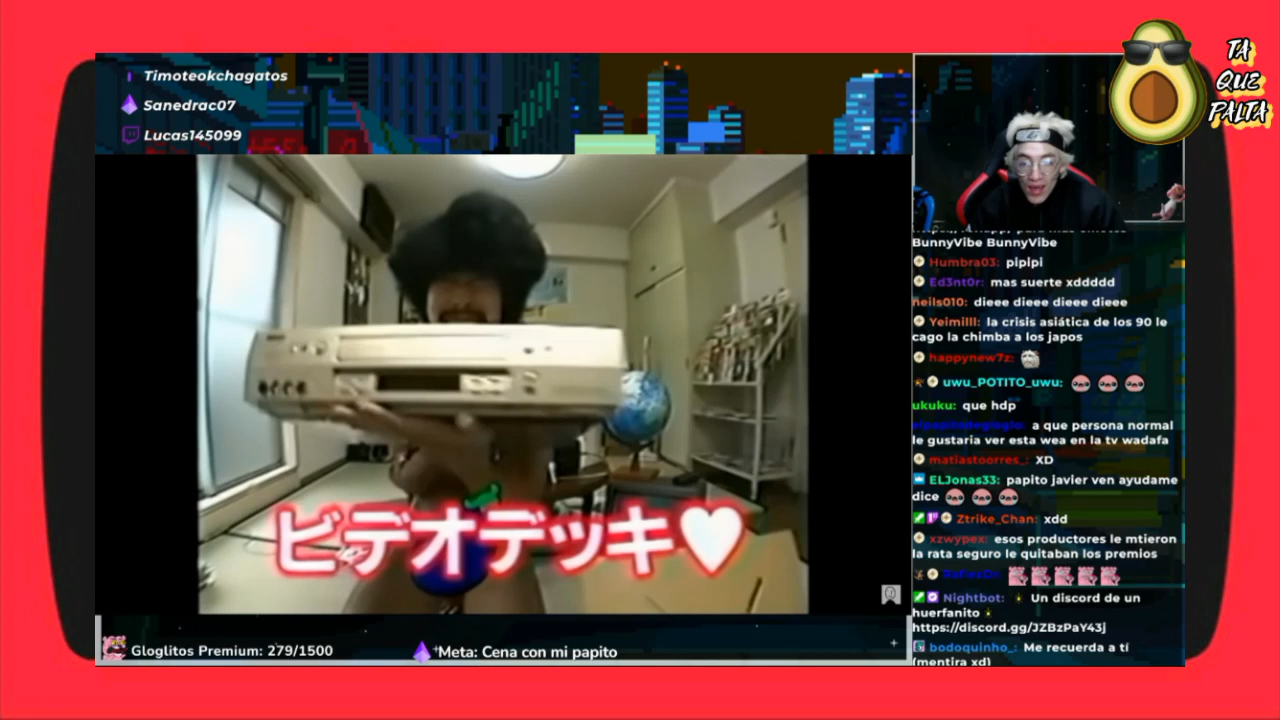 Timoteokchagatos
Sanedrac07
Lucas145099
TA
QUE
PALTA
ビデオデッキ♥
BunnyVibe BunnyVibe
Humbra03: pipipi
Ed3nt0r: mas suerte xddddd
neils010: dieee dieee dieee dieee
Yeimilll: la crisis asiática de los 90 le
cago la chimba a los japos
happynew7z:
uwu_POTITO_uwu:
ukuku: que hdp
a que persona normal
le gustaria ver esta wea en la tv wadafa
matiastoorres_: XD
ELJonas33: papito javier ven ayudame
dice
Ztrike_Chan: xdd
xzwypex: esos productores le mtieron
la rata seguro le quitaban los premios
Nightbot: Un discord de un
huerfanito
https://discord.gg/JZBzPaY43j
bodoquinho_: Me recuerda a tí
(mentira xd)
Gloglitos Premium: 279/1500
Meta: Cena con mi papito